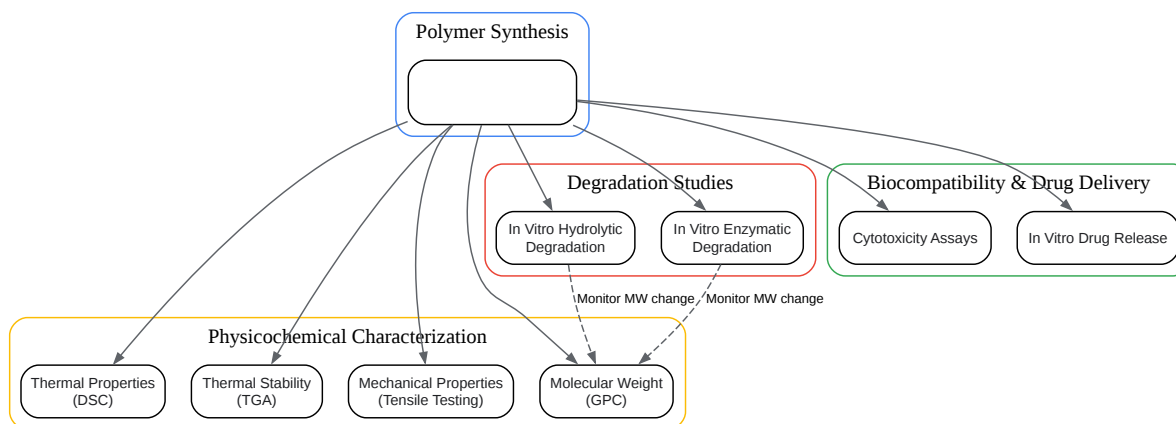 Polymer Synthesis
Degradation Studies
Biocompatibility & Drug Delivery
In Vitro Hydrolytic
Degradation
In Vitro Enzymatic
Degradation
Cytotoxicity Assays
In Vitro Drug Release
Monitor MW change
Monitor MW change
Physicochemical Characterization
Thermal Properties
(DSC)
Thermal Stability
(TGA)
Mechanical Properties
(Tensile Testing)
Molecular Weight
(GPC)